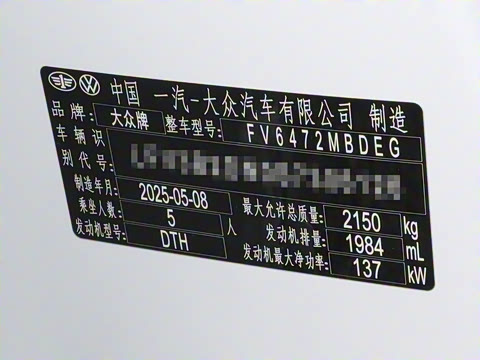 中国 一汽-大众汽车有限公司 制造
品牌: 大众牌 整车型号: FV6472MBDEG
车辆识
别代号:
制造年月: 2025-05-08 最大允许总质量: 2150 kg
乘坐人数: 5 人 发动机排量: 1984 mL
发动机型号: DTH 发动机最大净功率: 137 kW